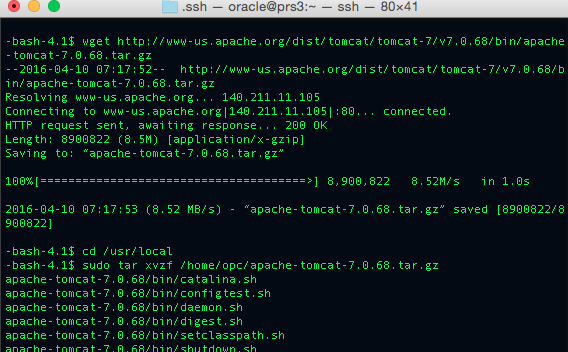 .ssh — oracle@prs3:~ — ssh — 80×41
-bash-4.1$ wget http://www-us.apache.org/dist/tomcat/tomcat-7/v7.0.68/bin/apache
-tomcat-7.0.68.tar.gz
--2016-04-10 07:17:52--  http://www-us.apache.org/dist/tomcat/tomcat-7/v7.0.68/b
in/apache-tomcat-7.0.68.tar.gz
Resolving www-us.apache.org... 140.211.11.105
Connecting to www-us.apache.org|140.211.11.105|:80... connected.
HTTP request sent, awaiting response... 200 OK
Length: 8900822 (8.5M) [application/x-gzip]
Saving to: “apache-tomcat-7.0.68.tar.gz”
100%[======================================>] 8,900,822   8.52M/s   in 1.0s
2016-04-10 07:17:53 (8.52 MB/s) - “apache-tomcat-7.0.68.tar.gz” saved [8900822/8
900822]
-bash-4.1$ cd /usr/local
-bash-4.1$ sudo tar xvzf /home/opc/apache-tomcat-7.0.68.tar.gz
apache-tomcat-7.0.68/bin/catalina.sh
apache-tomcat-7.0.68/bin/configtest.sh
apache-tomcat-7.0.68/bin/daemon.sh
apache-tomcat-7.0.68/bin/digest.sh
apache-tomcat-7.0.68/bin/setclasspath.sh
apache-tomcat-7.0.68/bin/shutdown.sh